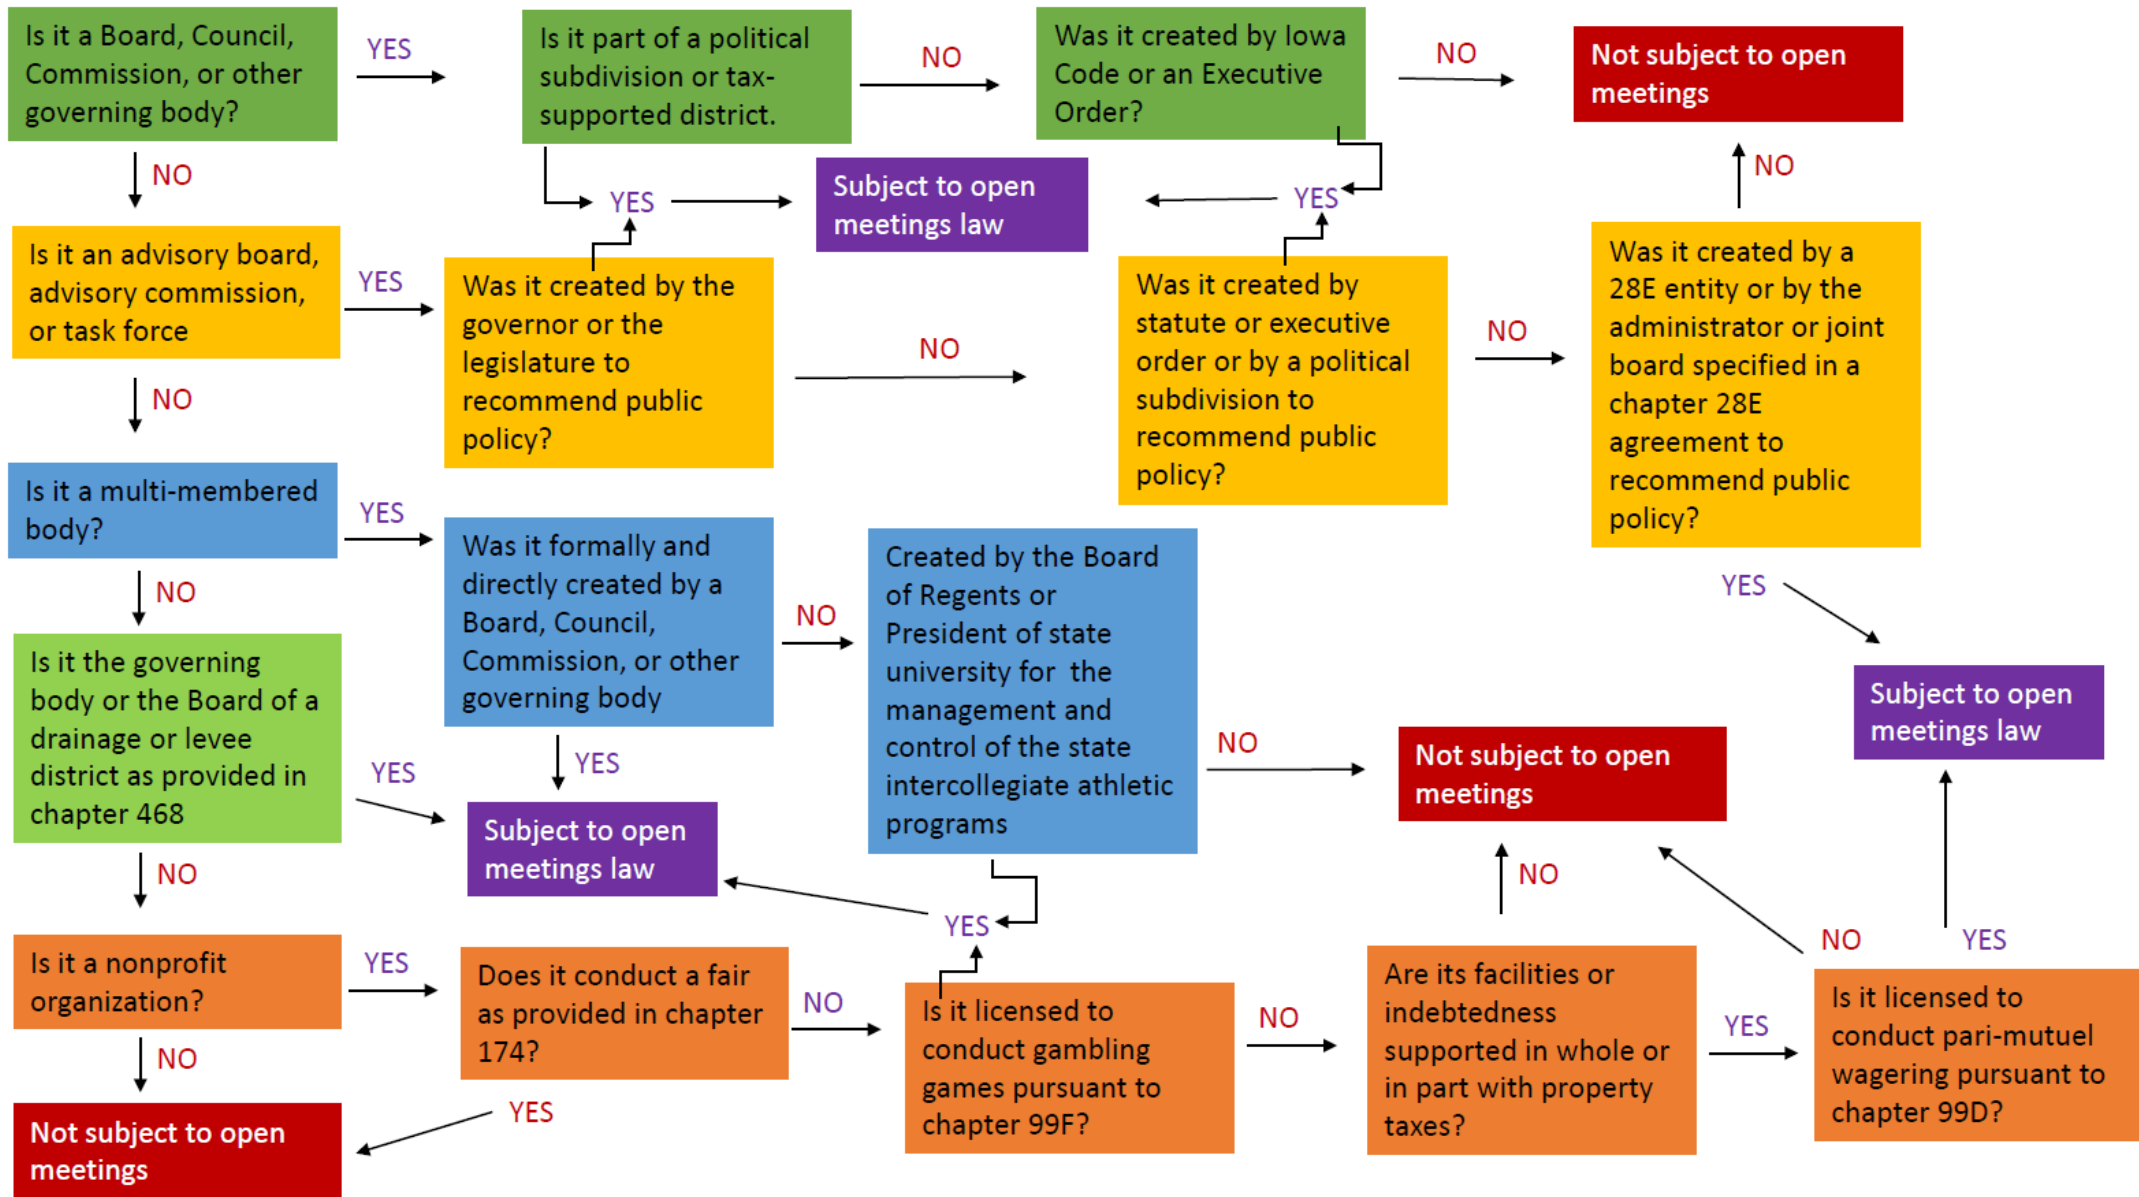 Is it a Board, Council,
Commission, or other
governing body?
YES
Is it part of a political
subdivision or tax-
supported district.
NO
Was it created by Iowa
Code or an Executive
Order?
NO
Not subject to open
meetings
NO
YES
Subject to open
meetings law
YES
NO
Is it an advisory board,
advisory commission,
or task force
YES
Was it created by the
governor or the
legislature to
recommend public
policy?
NO
Was it created by
statute or executive
order or by a political
subdivision to
recommend public
policy?
NO
Was it created by a
28E entity or by the
administrator or joint
board specified in a
chapter 28E
agreement to
recommend public
policy?
YES
Subject to open
meetings law
NO
Is it a multi-membered
body?
YES
Was it formally and
directly created by a
Board, Council,
Commission, or other
governing body
NO
Created by the Board
of Regents or
President of state
university for  the
management and
control of the state
intercollegiate athletic
programs
NO
Not subject to open
meetings
NO
YES
Is it the governing
body or the Board of a
drainage or levee
district as provided in
chapter 468
YES
Subject to open
meetings law
YES
NO
NO
NO
YES
Is it a nonprofit
organization?
YES
Does it conduct a fair
as provided in chapter
174?
NO
Is it licensed to
conduct gambling
games pursuant to
chapter 99F?
NO
Are its facilities or
indebtedness
supported in whole or
in part with property
taxes?
YES
Is it licensed to
conduct pari-mutuel
wagering pursuant to
chapter 99D?
NO
YES
Not subject to open
meetings